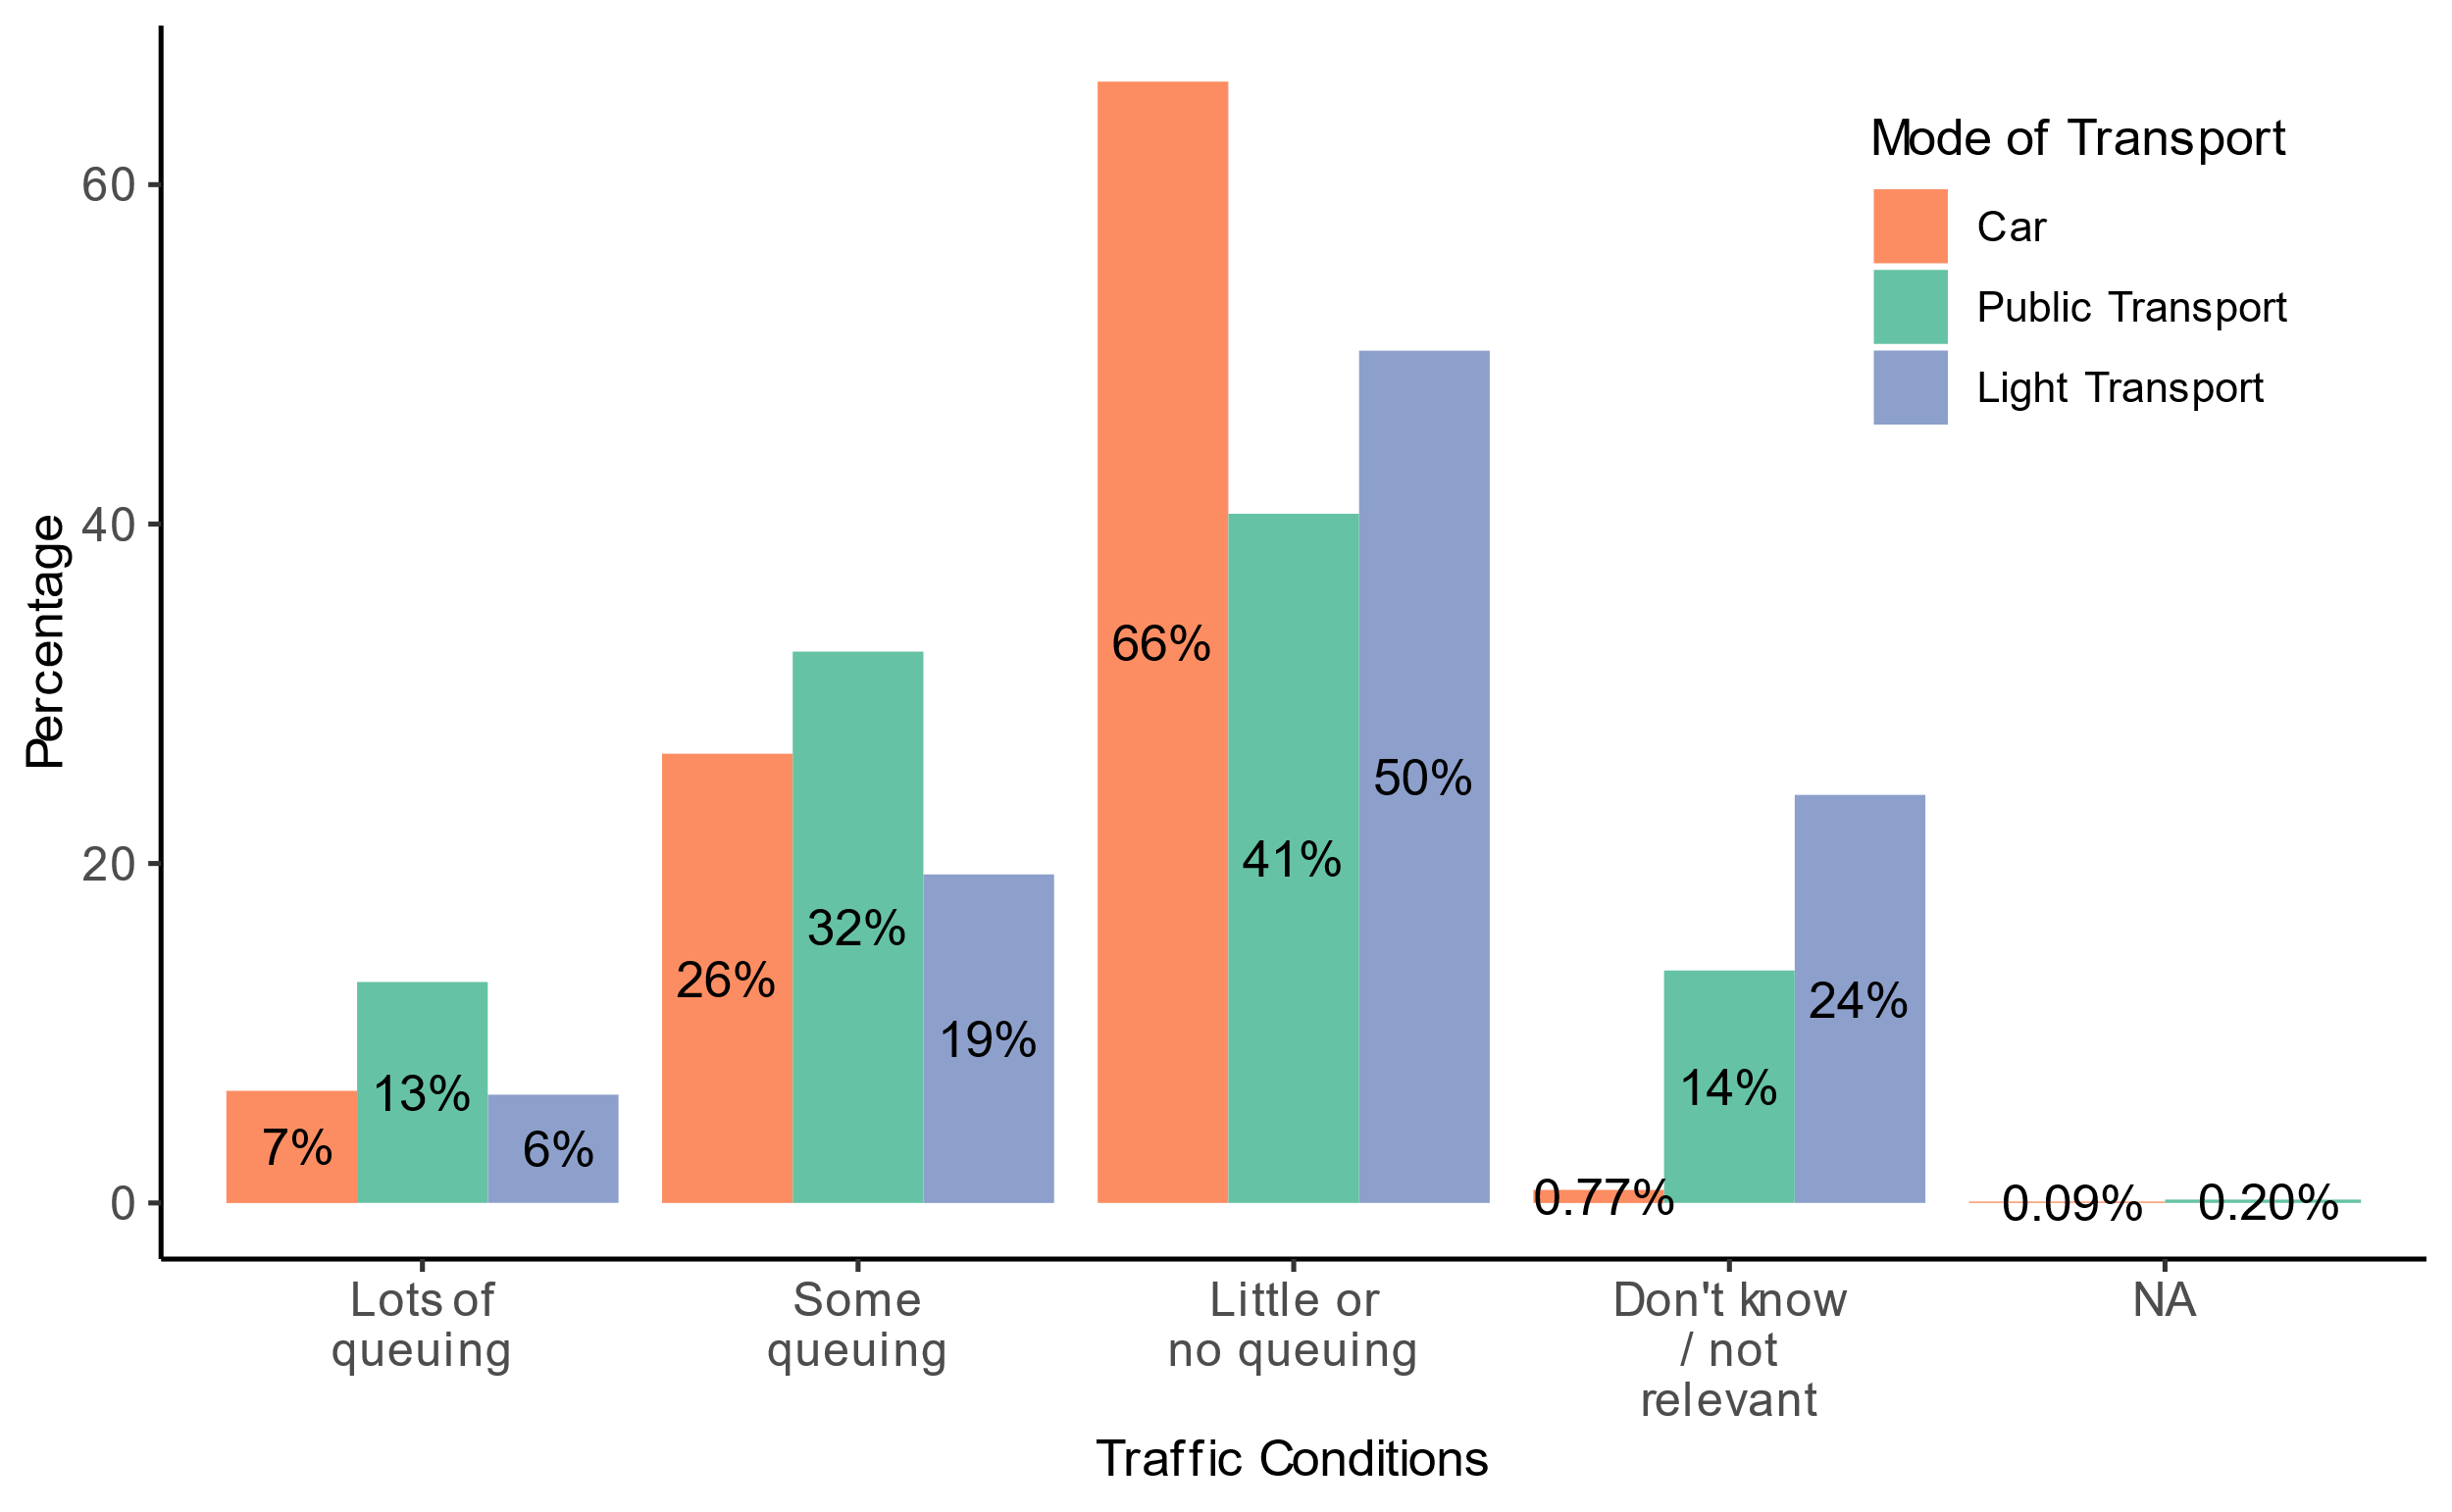 Percentage
60
40
20
0
Mode of Transport
Car
Public Transport
Light Transport
7%
13%
6%
26%
32%
19%
66%
41%
50%
0.77%
14%
24%
0.09%
0.20%
Lots of
queuing
Some
queuing
Little or
no queuing
Don't know
/ not
relevant
NA
Traffic Conditions